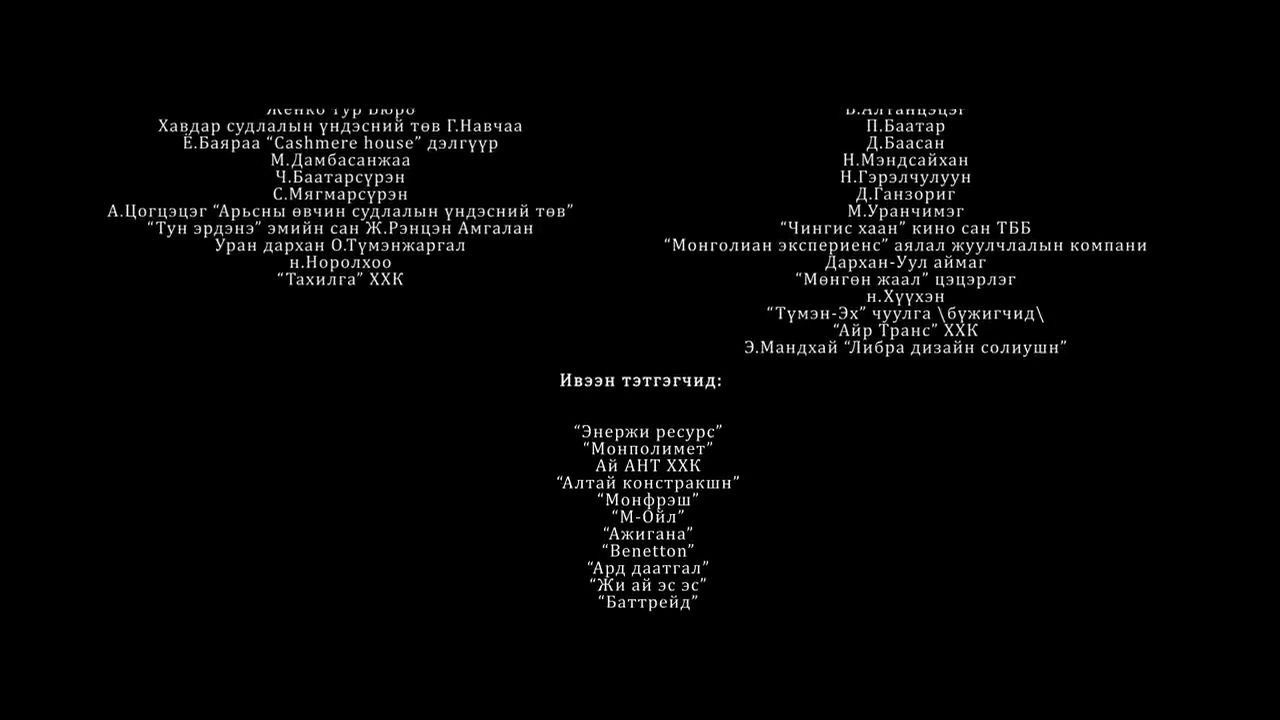 Женко Тур Бюро
Хавдар судлалын үндэсний төв Г.Навчаа
Ё.Баяраа “Cashmere house” дэлгүүр
М.Дамбасанжаа
Ч.Баатарсүрэн
С.Мягмарсүрэн
А.Цогцэцэг “Арьсны өвчин судлалын үндэсний төв”
“Тун эрдэнэ” эмийн сан Ж.Рэнцэн Амгалан
Уран дархан О.Түмэнжаргал
н.Норолхоо
“Тахилга” ХХК
Алтанцэцэг
П.Баатар
Д.Баасан
Н.Мэндсайхан
Н.Гэрэлчулуун
Д.Ганзориг
М.Уранчимэг
“Чингис хаан” кино сан ТББ
“Монголиан экспериенс” аялал жуулчлалын компани
Дархан-Уул аймаг
“Мөнгөн жаал” цэцэрлэг
н.Хүүхэн
“Түмэн-Эх” чуулга \бүжигчид\
“Айр Транс” ХХК
Э.Мандхай “Либра дизайн солиушн”
Ивээн тэтгэгчид:
“Энержи ресурс”
“Монполимет”
Ай АНТ ХХК
“Алтай констракшн”
“Монфрэш”
“М-Ойл”
“Ажигана”
“Benetton”
“Ард даатгал”
“Жи ай эс эс”
“Баттрейд”